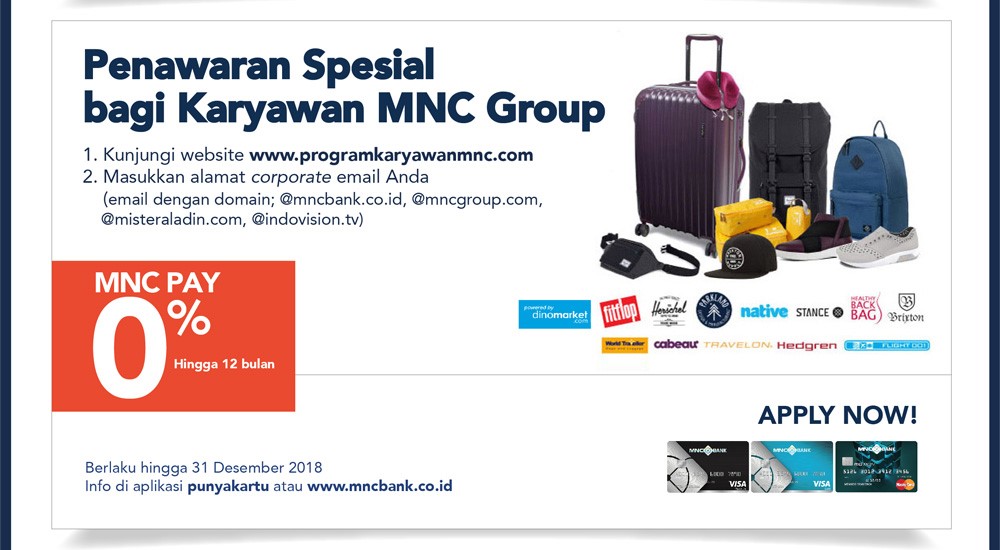 Penawaran Spesial
bagi Karyawan MNC Group
1. Kunjungi website www.programkaryawanmnc.com
2. Masukkan alamat corporate email Anda
(email dengan domain; @mncbank.co.id, @mncgroup.com,
@misteraladin.com, @indovision.tv)
MNC PAY
0%
Hingga 12 bulan
powered by
dinomarket
.com
fitflop
Herschel
PARKLAND
native
STANCE
HEALTHY
BACK
BAG
B
Brixton
World Traveller
cabeau
TRAVELON
Hedgren
FLIGHT 001
APPLY NOW!
MNC BANK
VISA
MNC BANK
VISA
MNC BANK
MasterCard
Berlaku hingga 31 Desember 2018
Info di aplikasi punyakartu atau www.mncbank.co.id